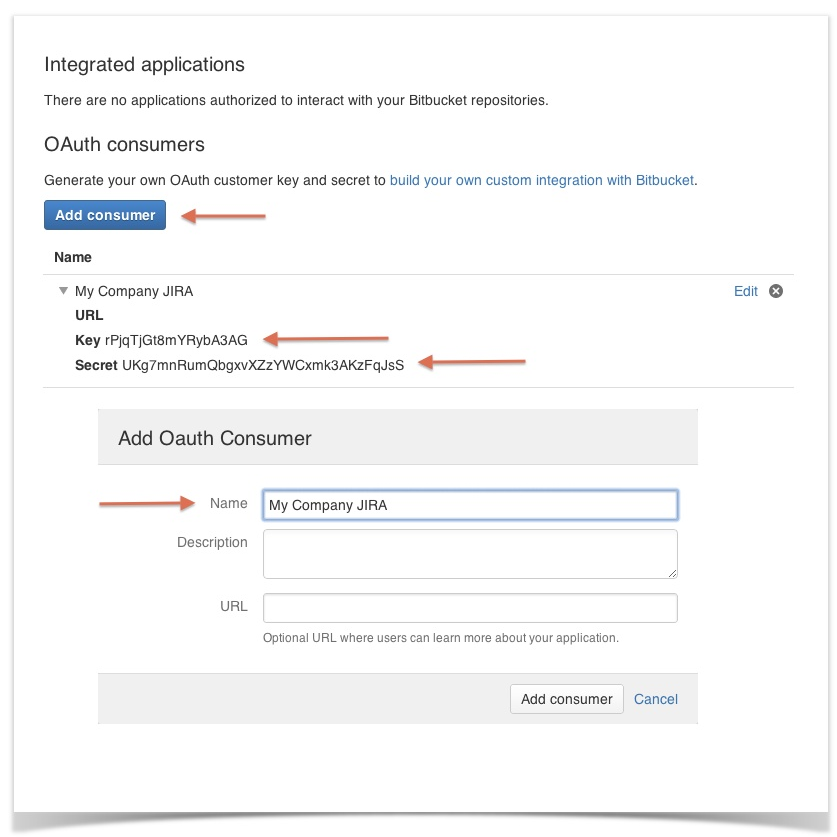 Integrated applications
There are no applications authorized to interact with your Bitbucket repositories.
OAuth consumers
Generate your own OAuth customer key and secret to build your own custom integration with Bitbucket.
Add consumer
Name
My Company JIRA Edit
URL
Key rPjqTjGt8mYRybA3AG
Secret UKg7mnRumQbgxvXZzYWCxmk3AKzFqJsS
Add Oauth Consumer
Name My Company JIRA
Description
URL
Optional URL where users can learn more about your application.
Add consumer Cancel